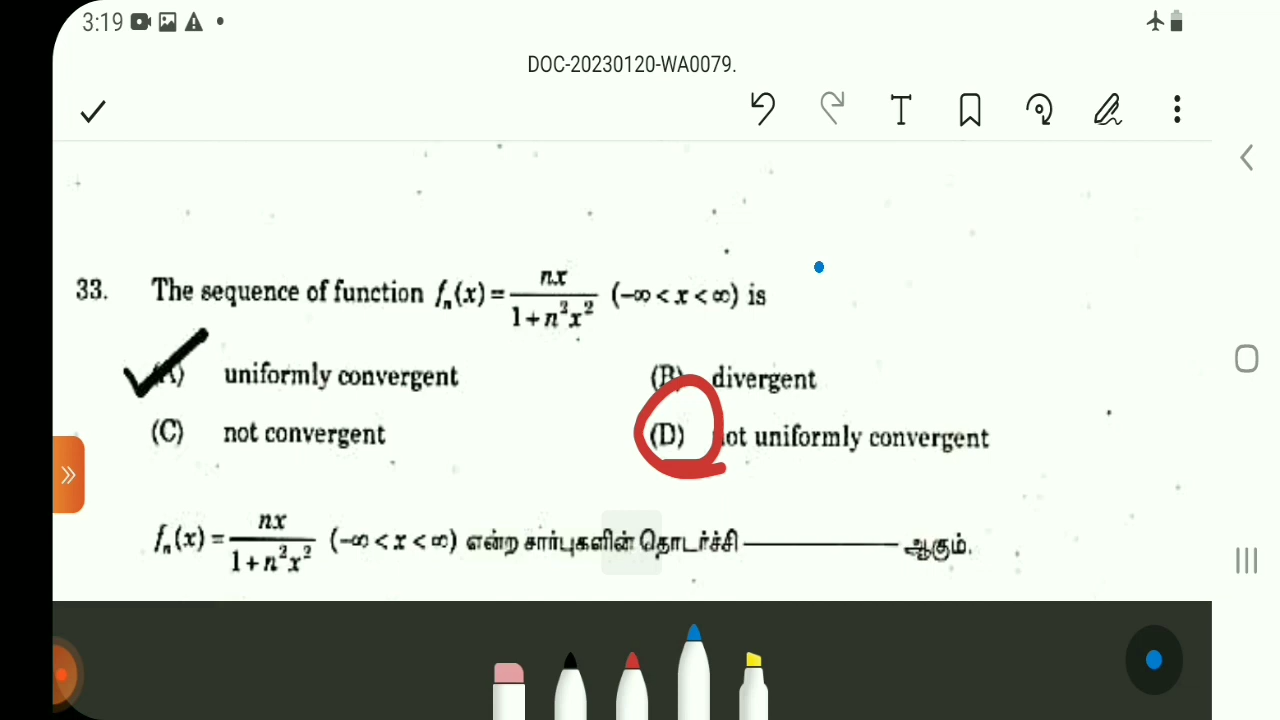 3:19
DOC-20230120-WA0079.
T
33. The sequence of function fₙ(x) = nx / (1 + n²x²) (−∞ < x < ∞) is
(A) uniformly convergent (B) divergent
(C) not convergent (D) not uniformly convergent
fₙ(x) = nx / (1 + n²x²) (−∞ < x < ∞) என்ற சார்புகளின் தொடர்ச்சி ———— ஆகும்.